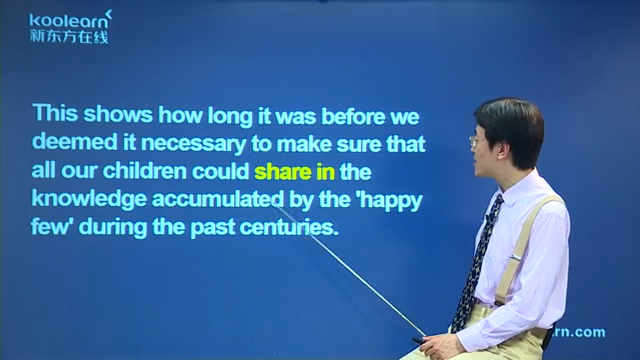 koolearn
新东方在线
This shows how long it was before we
deemed it necessary to make sure that
all our children could share in the
knowledge accumulated by the 'happy
few' during the past centuries.
rn.com